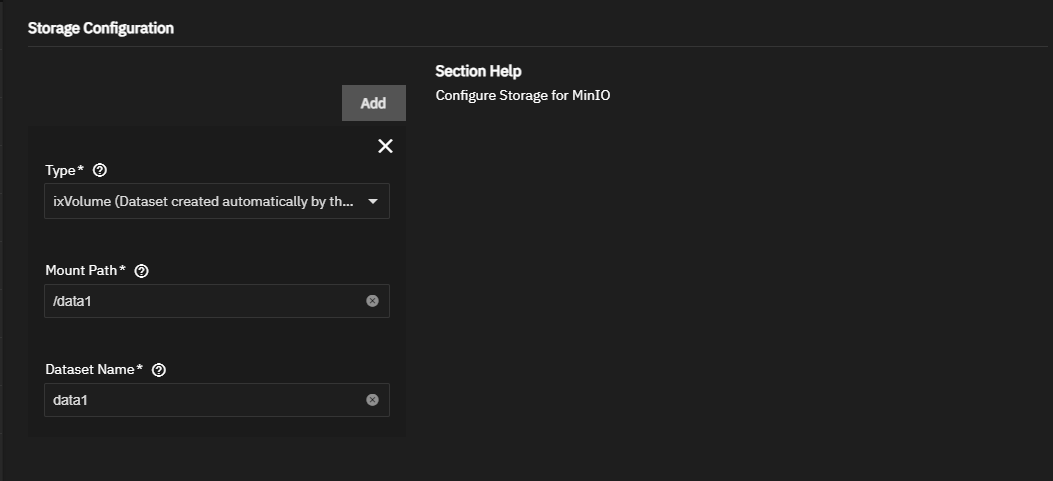 Storage Configuration
Section Help
Configure Storage for MinIO
Add
Type*
ixVolume (Dataset created automatically by th...
Mount Path*
/data1
Dataset Name*
data1